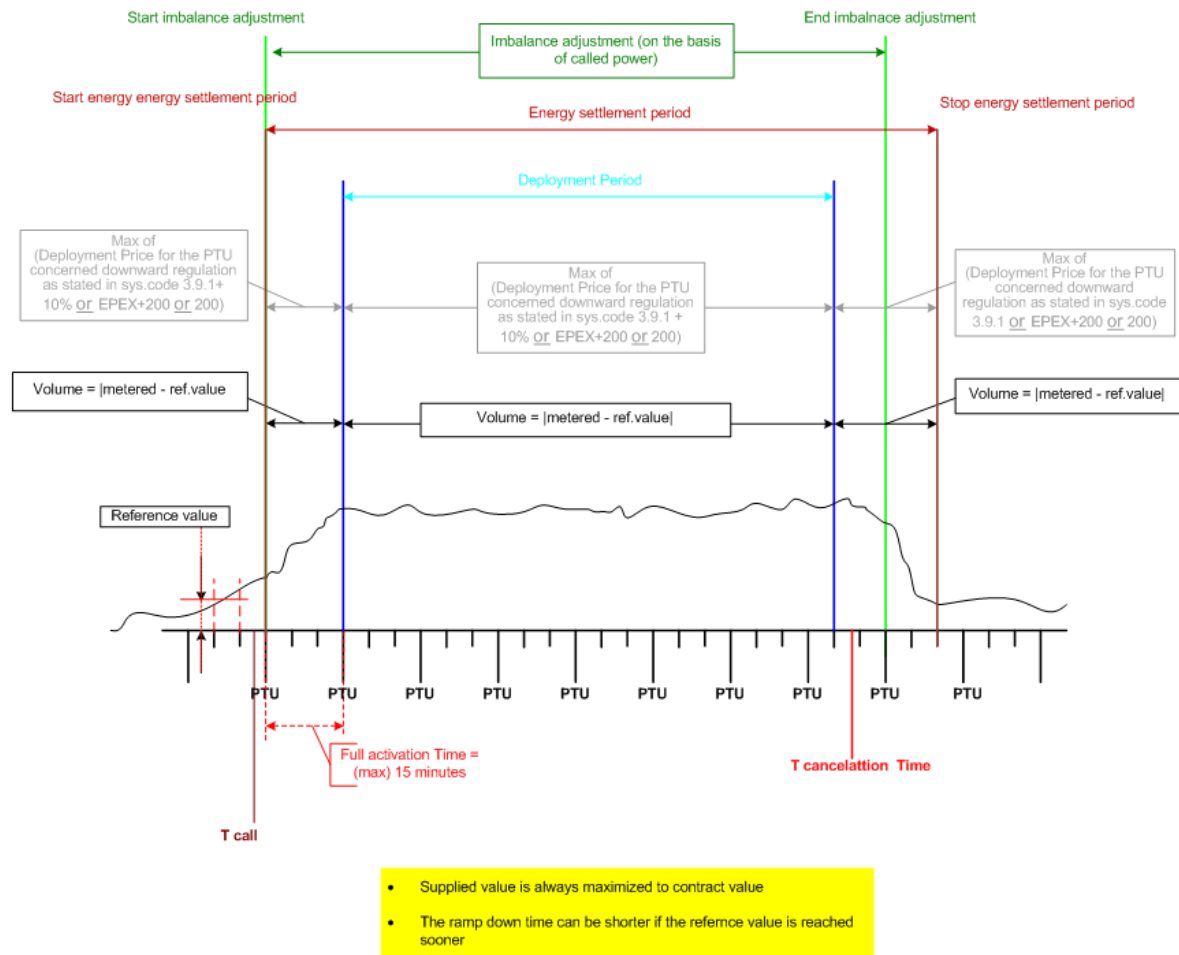 Start imbalance adjustment
End imbalnace adjustment
Imbalance adjustment (on the basis
of called power)
Start energy energy settlement period
Energy settlement period
Stop energy settlement period
Deployment Period
Max of
(Deployment Price for the PTU
concerned downward regulation
as stated in sys.code 3.9.1+
10% or EPEX+200 or 200)
Max of
(Deployment Price for the PTU
concerned downward regulation
as stated in sys.code 3.9.1 +
10% or EPEX+200 or 200)
Max of
(Deployment Price for the PTU
concerned downward
regulation as stated in sys.code
3.9.1 or EPEX+200 or 200)
Volume = |metered - ref.value
Volume = |metered - ref.value|
Volume = |metered - ref.value|
Reference value
PTU
PTU
PTU
PTU
PTU
PTU
PTU
PTU
PTU
PTU
Full activation Time =
(max) 15 minutes
T cancelattion Time
T call
• Supplied value is always maximized to contract value
• The ramp down time can be shorter if the refernce value is reached
sooner